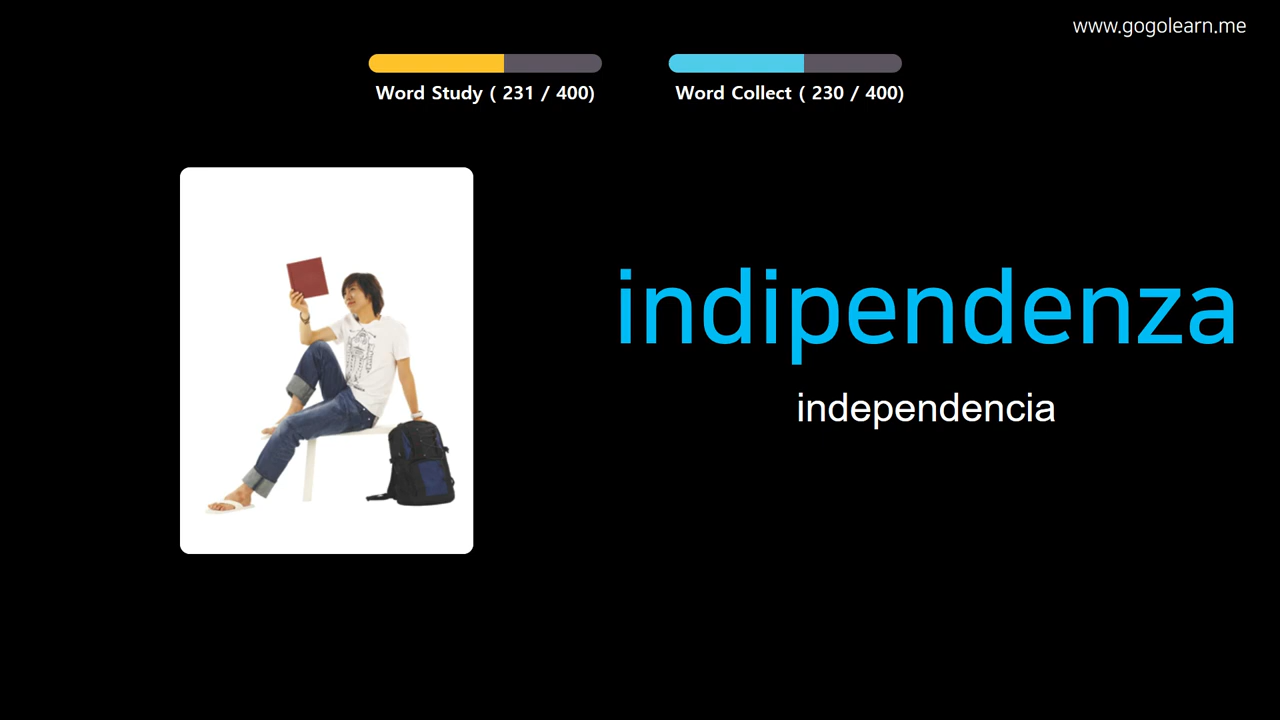 www.gogolearn.me
Word Study ( 231 / 400)
Word Collect ( 230 / 400)
indipendenza
independencia